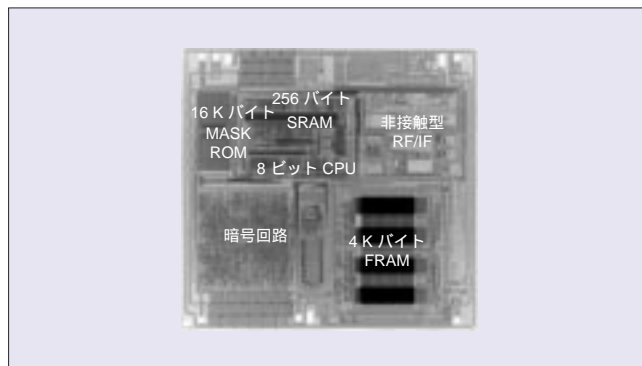 256 バイト
SRAM
16 K バイト
MASK
ROM
非接触型
RF/IF
8 ビット CPU
暗号回路
4 K バイト
FRAM